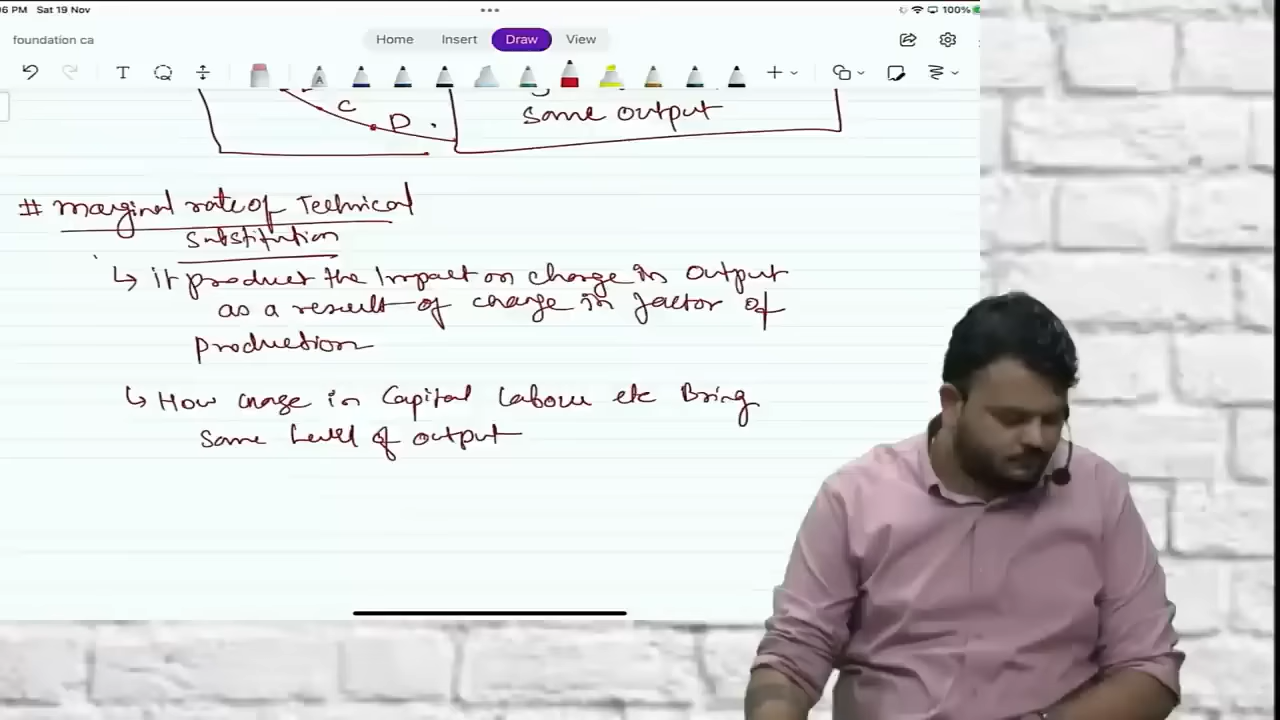 6 PM Sat 19 Nov
100%
foundation ca
Home Insert Draw View
T
A
C
D
Same output
# marginal rate of Technical
Substitution
↳ it product the Impact on change in output
as a result of change in factor of
production
↳ How change in Capital Labour etc Bring
Same Level of output